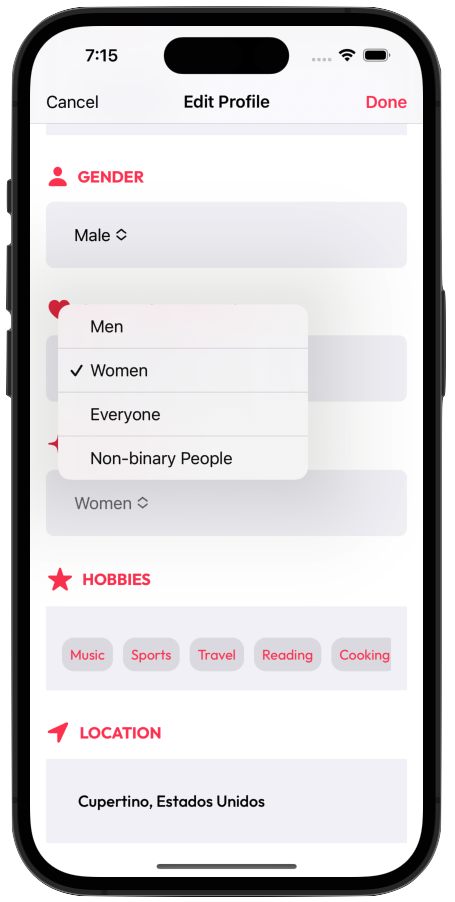 7:15
Cancel Edit Profile Done
GENDER
Male
Men
Women
Everyone
Non-binary People
Women
HOBBIES
Music Sports Travel Reading Cooking
LOCATION
Cupertino, Estados Unidos